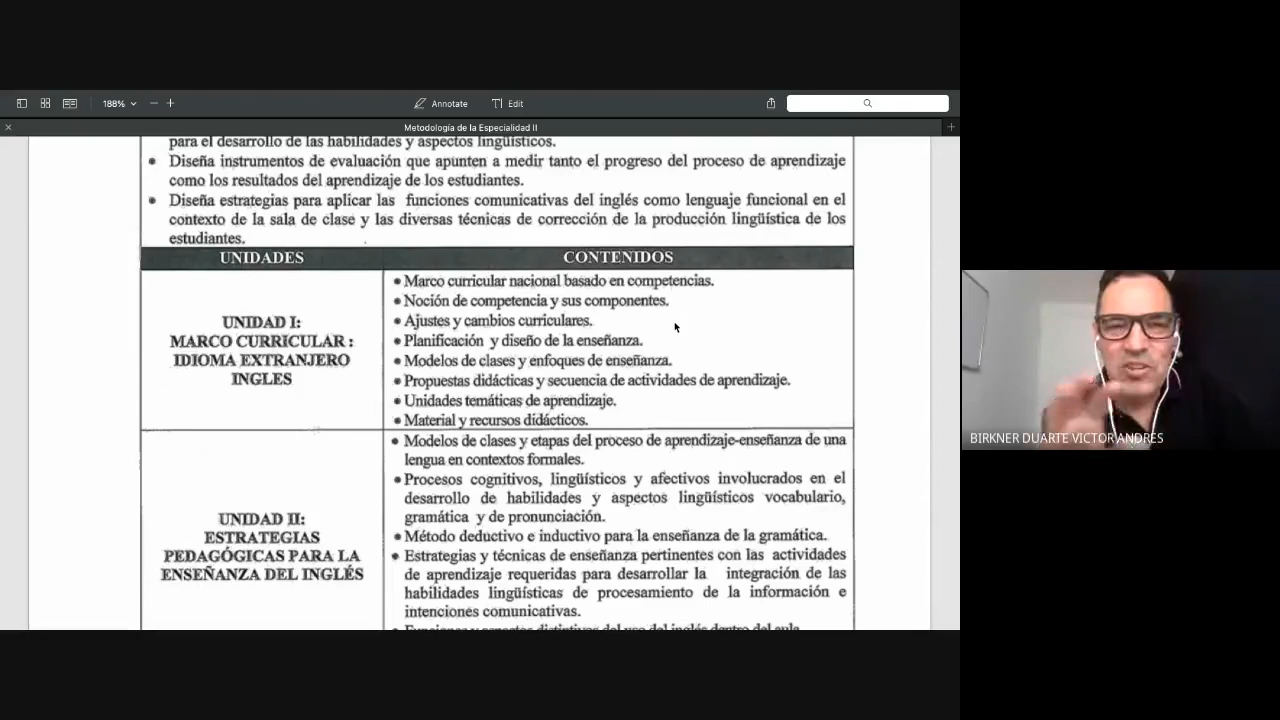 188%
Annotate
Edit
Metodología de la Especialidad II
para el desarrollo de las habilidades y aspectos lingüísticos.
• Diseña instrumentos de evaluación que apunten a medir tanto el progreso del proceso de aprendizaje
como los resultados del aprendizaje de los estudiantes.
• Diseña estrategias para aplicar las funciones comunicativas del inglés como lenguaje funcional en el
contexto de la sala de clase y las diversas técnicas de corrección de la producción lingüística de los
estudiantes.
UNIDADES
CONTENIDOS
UNIDAD I:
MARCO CURRICULAR :
IDIOMA EXTRANJERO
INGLES
• Marco curricular nacional basado en competencias.
• Noción de competencia y sus componentes.
• Ajustes y cambios curriculares.
• Planificación y diseño de la enseñanza.
• Modelos de clases y enfoques de enseñanza.
• Propuestas didácticas y secuencia de actividades de aprendizaje.
• Unidades temáticas de aprendizaje.
• Material y recursos didácticos.
UNIDAD II:
ESTRATEGIAS
PEDAGÓGICAS PARA LA
ENSEÑANZA DEL INGLÉS
• Modelos de clases y etapas del proceso de aprendizaje-enseñanza de una
lengua en contextos formales.
• Procesos cognitivos, lingüísticos y afectivos involucrados en el
desarrollo de habilidades y aspectos lingüísticos vocabulario,
gramática y de pronunciación.
• Método deductivo e inductivo para la enseñanza de la gramática.
• Estrategias y técnicas de enseñanza pertinentes con las actividades
de aprendizaje requeridas para desarrollar la integración de las
habilidades lingüísticas de procesamiento de la información e
intenciones comunicativas.
• Funciones y aspectos distintivos del uso del inglés dentro del aula
BIRKNER DUARTE VICTOR ANDRES